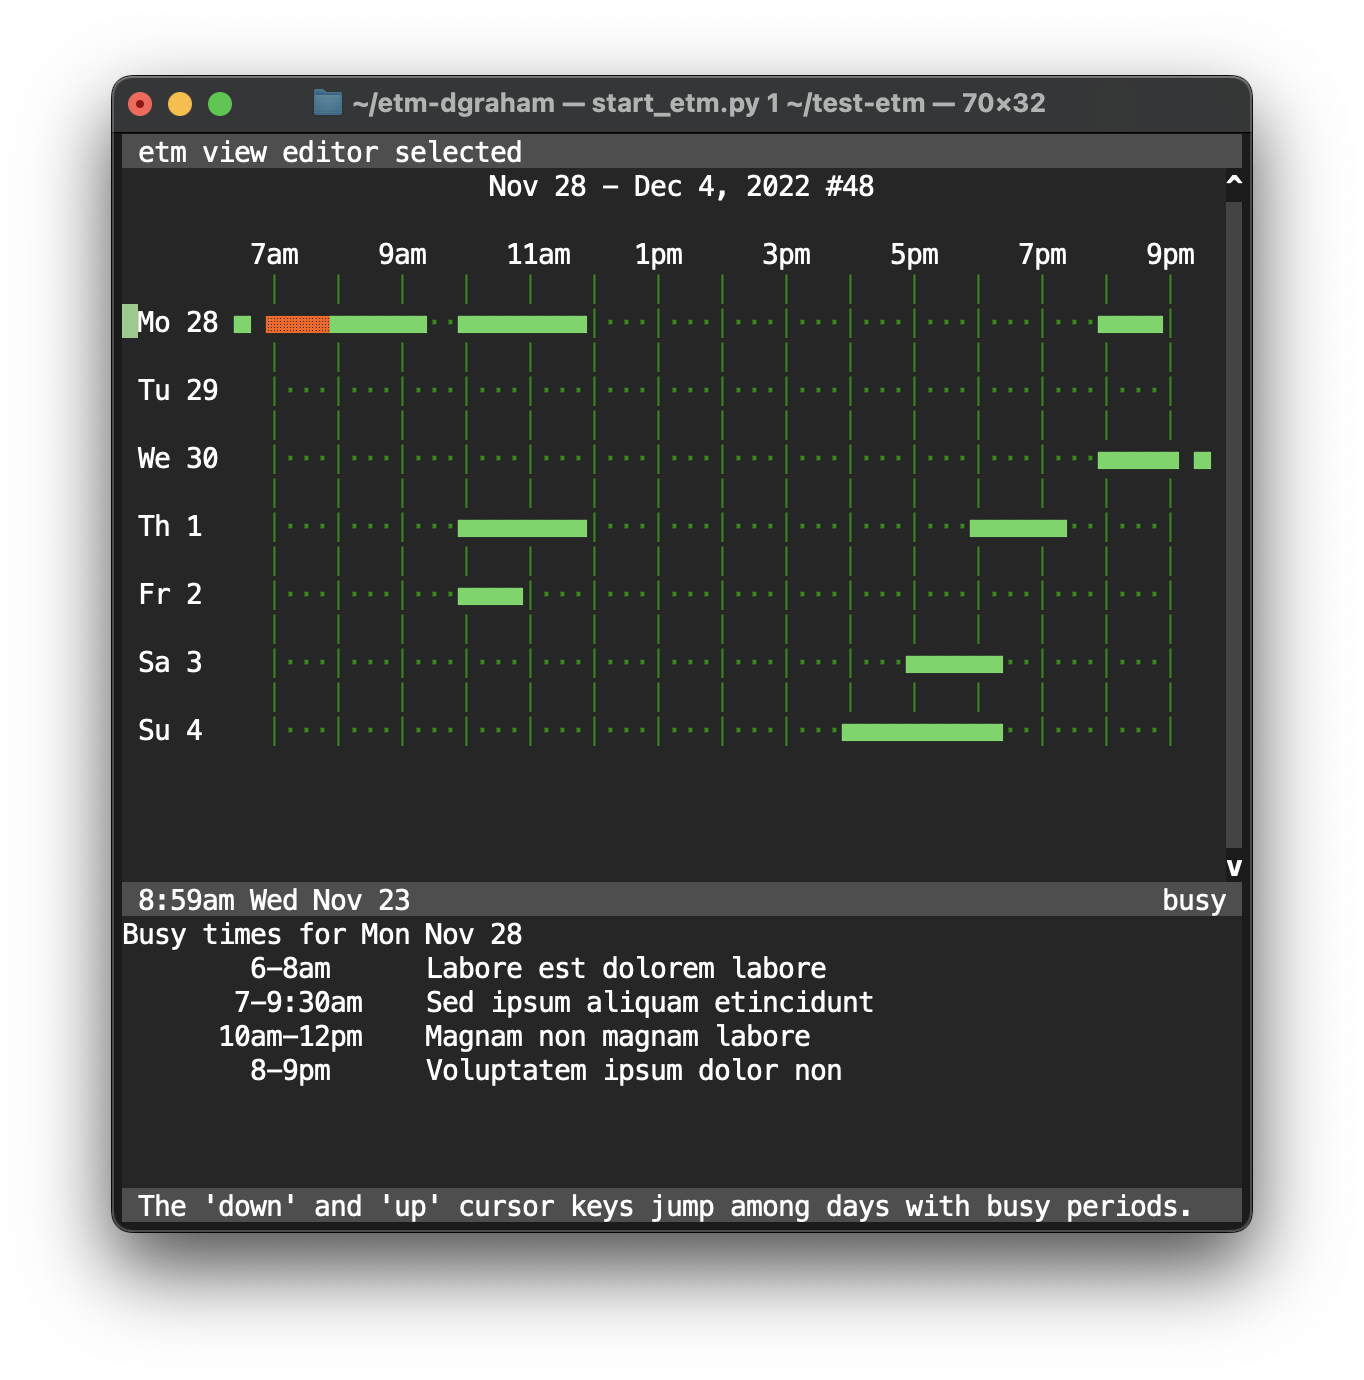 ~/etm-dgraham — start_etm.py 1 ~/test-etm — 70×32
etm view editor selected
Nov 28 - Dec 4, 2022 #48
^
7am 9am 11am 1pm 3pm 5pm 7pm 9pm
Mo 28
Tu 29
We 30
Th 1
Fr 2
Sa 3
Su 4
v
8:59am Wed Nov 23 busy
Busy times for Mon Nov 28
6-8am Labore est dolorem labore
7-9:30am Sed ipsum aliquam etincidunt
10am-12pm Magnam non magnam labore
8-9pm Voluptatem ipsum dolor non
The 'down' and 'up' cursor keys jump among days with busy periods.